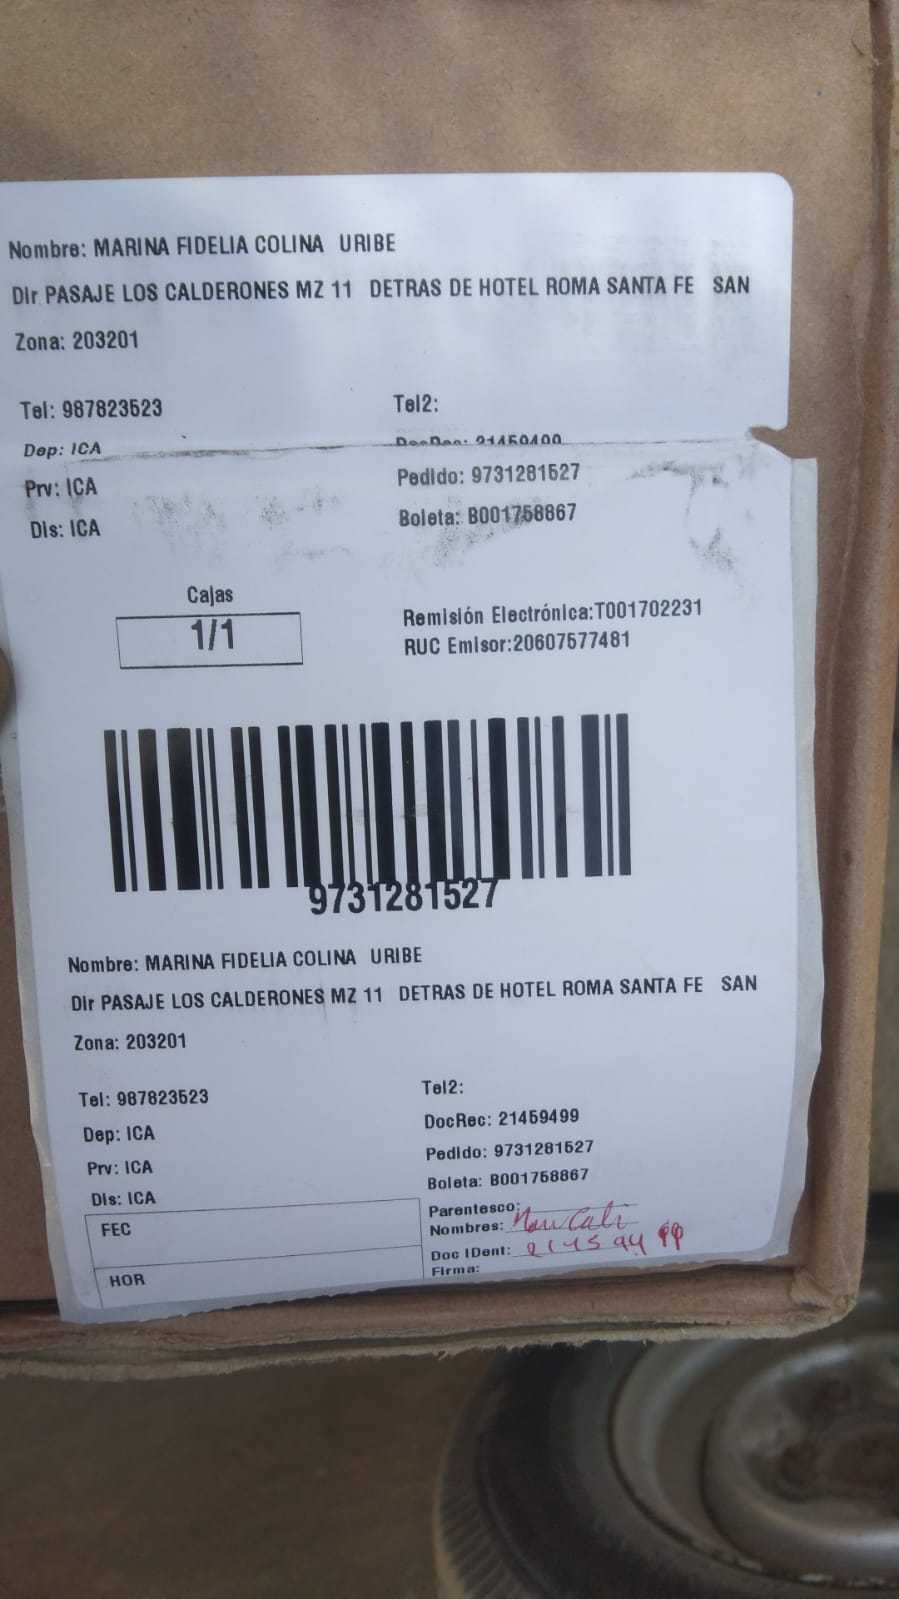 Nombre: MARINA FIDELIA COLINA URIBE
Dir PASAJE LOS CALDERONES MZ 11 DETRAS DE HOTEL ROMA SANTA FE SAN
Zona: 203201
Tel: 987823523 Tel2:
Dep: ICA DocRec: 21459499
Prv: ICA Pedido: 9731281527
Dis: ICA Boleta: B001758867
Cajas
1/1
Remisión Electrónica:T001702231
RUC Emisor:20607577481
9731281527
Nombre: MARINA FIDELIA COLINA URIBE
Dir PASAJE LOS CALDERONES MZ 11 DETRAS DE HOTEL ROMA SANTA FE SAN
Zona: 203201
Tel: 987823523 Tel2:
Dep: ICA DocRec: 21459499
Prv: ICA Pedido: 9731281527
Dis: ICA Boleta: B001758867
FEC
HOR
Parentesco:
Nombres:
Doc IDent: 21459499
Firma: